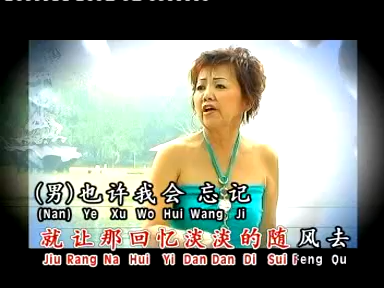 (男)也许我会 忘记
(Nan) Ye Xu Wo Hui Wang Ji
就让那回忆淡淡的随 风去
Jiu Rang Na Hui Yi Dan Dan Di Sui Feng Qu